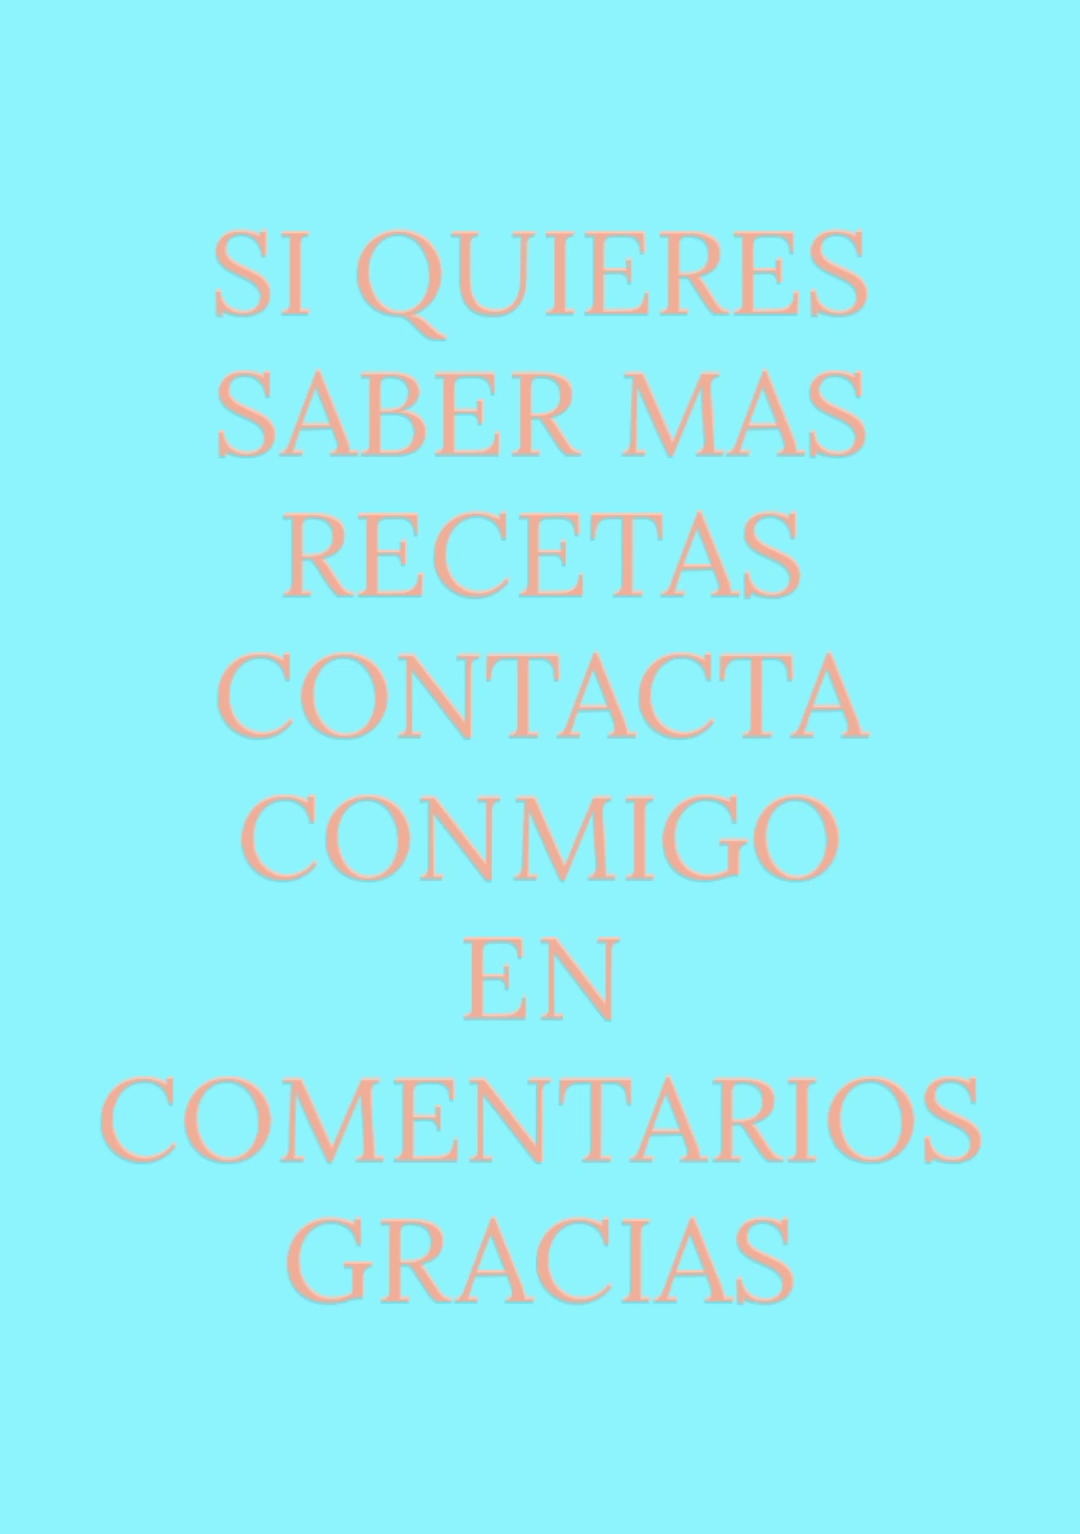 SI QUIERES
SABER MAS
RECETAS
CONTACTA
CONMIGO
EN
COMENTARIOS
GRACIAS